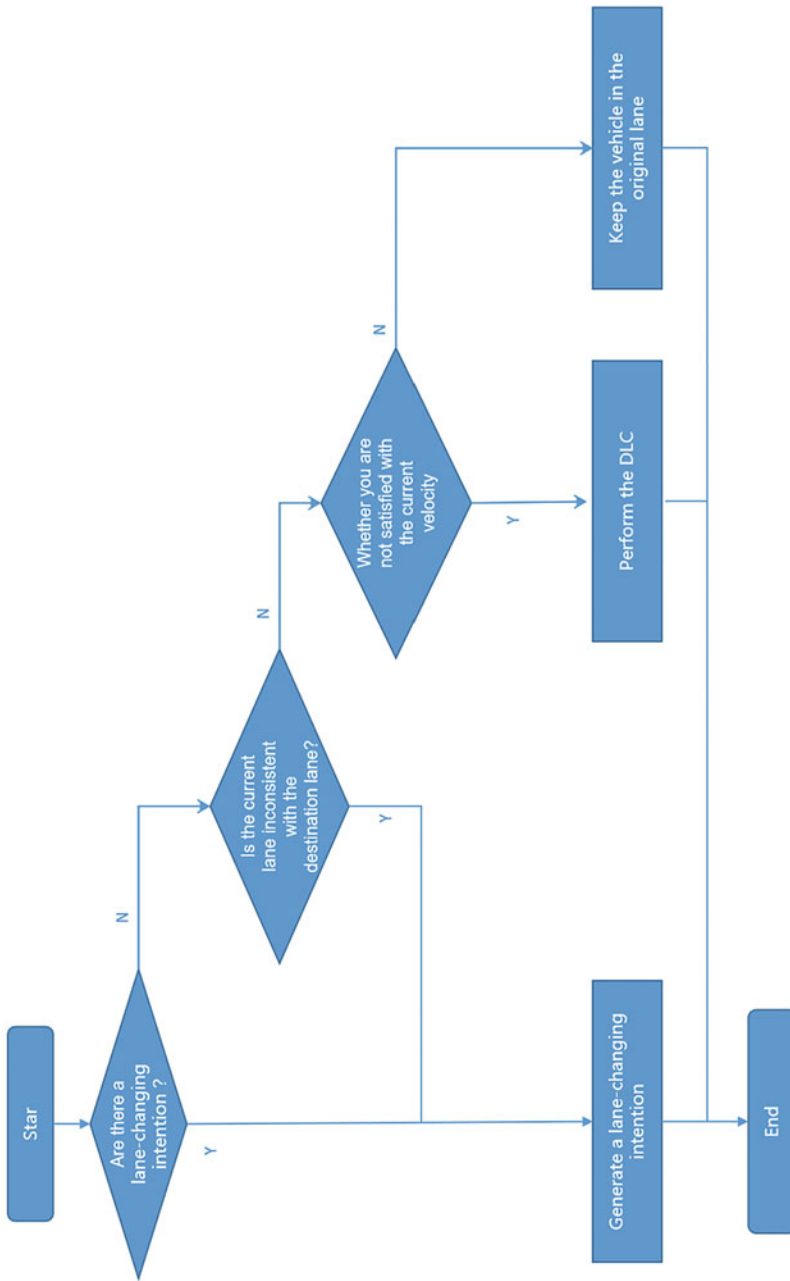 Star
Are there a
lane-changing
intention ?
N
Y
Is the current
lane inconsistent
with the
destination lane?
N
Y
Whether you are
not satisfied with
the current
velocity
N
Y
Generate a lane-changing
intention
Perform the DLC
Keep the vehicle in the
original lane
End